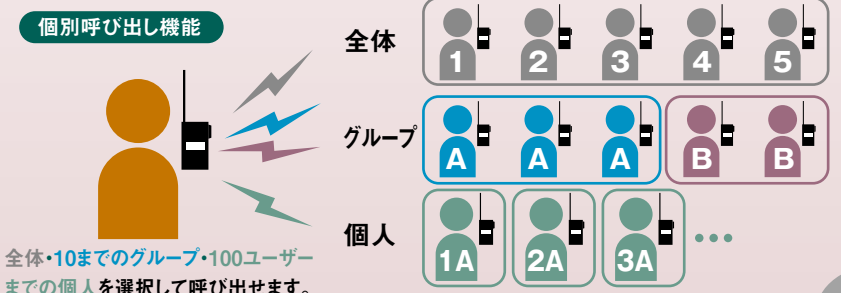 個別呼び出し機能
全体
1 2 3 4 5
グループ
A A A B B
個人
1A 2A 3A •••
全体・10までのグループ・100ユーザー
までの個人を選択して呼び出せます。